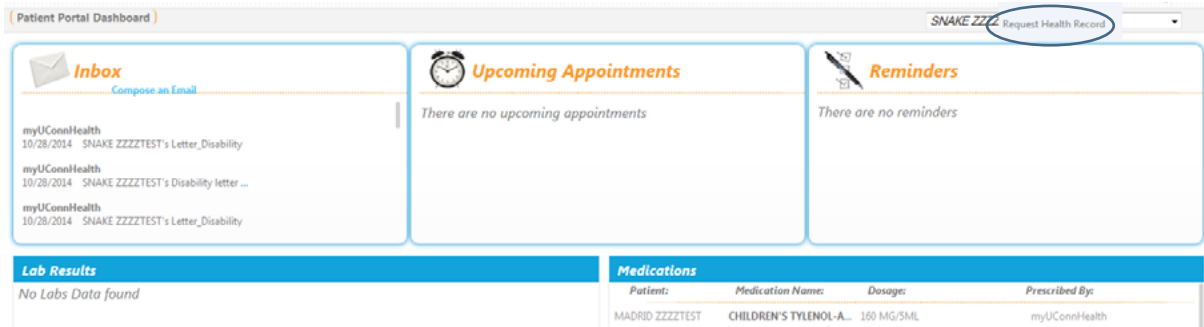 Patient Portal Dashboard
SNAKE ZZZZ Request Health Record
Inbox
Compose an Email
myUConnHealth
10/28/2014 SNAKE ZZZZTEST's Letter_Disability
myUConnHealth
10/28/2014 SNAKE ZZZZTEST's Disability letter ...
myUConnHealth
10/28/2014 SNAKE ZZZZTEST's Letter_Disability
Upcoming Appointments
There are no upcoming appointments
Reminders
There are no reminders
Lab Results
No Labs Data found
Medications
Patient: Medication Name: Dosage: Prescribed By:
MADRID ZZZZTEST CHILDREN'S TYLENOL-A... 160 MG/5ML myUConnHealth